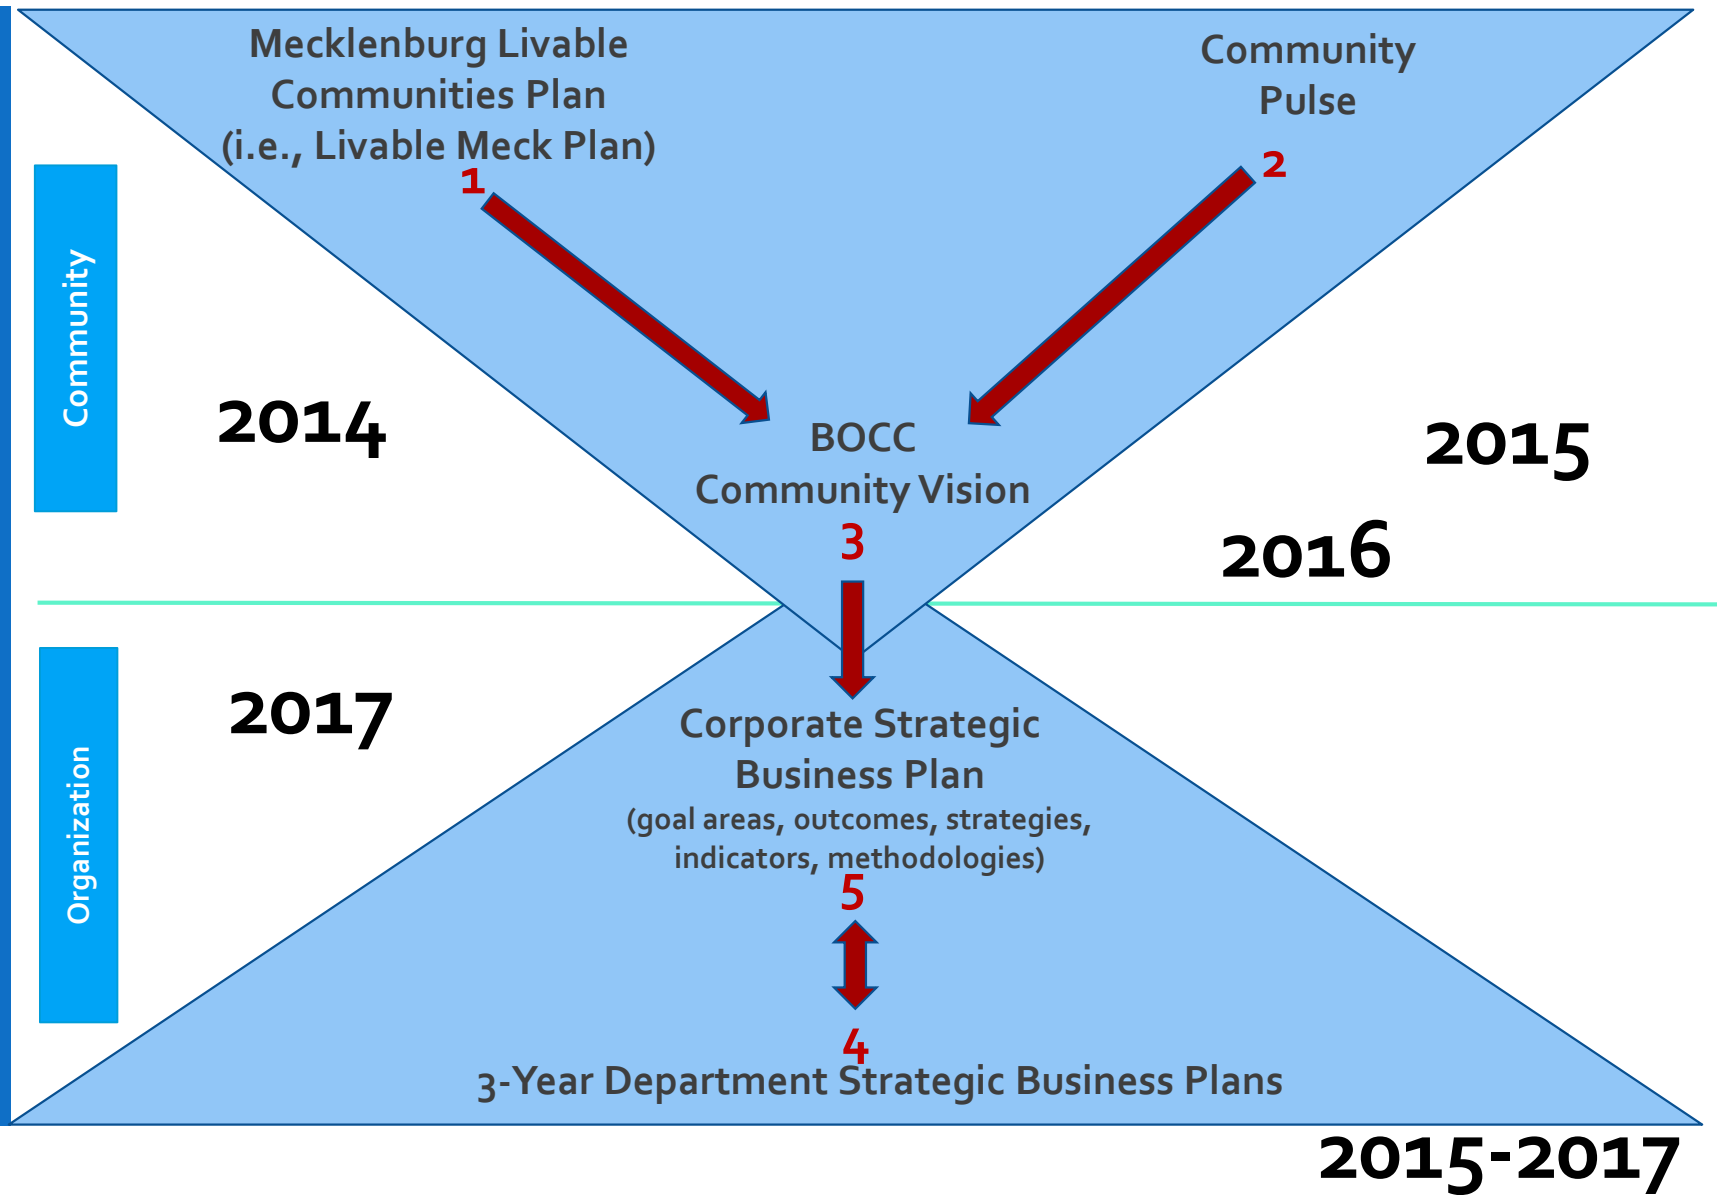 Mecklenburg Livable
Communities Plan
(i.e., Livable Meck Plan)
1
Community
Pulse
2
Community
2014
BOCC
Community Vision
3
2015
2016
Organization
2017
Corporate Strategic
Business Plan
(goal areas, outcomes, strategies,
indicators, methodologies)
5
4
3-Year Department Strategic Business Plans
2015-2017